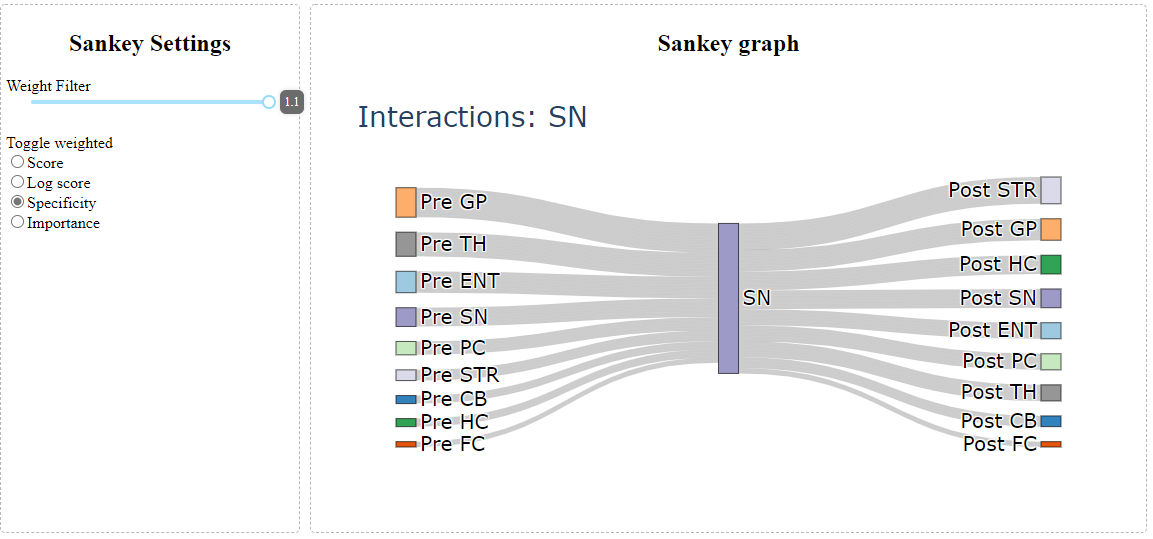 Sankey Settings
Weight Filter
1.1
Toggle weighted
Score
Log score
Specificity
Importance
Sankey graph
Interactions: SN
Pre GP
Pre TH
Pre ENT
Pre SN
Pre PC
Pre STR
Pre CB
Pre HC
Pre FC
SN
Post STR
Post GP
Post HC
Post SN
Post ENT
Post PC
Post TH
Post CB
Post FC